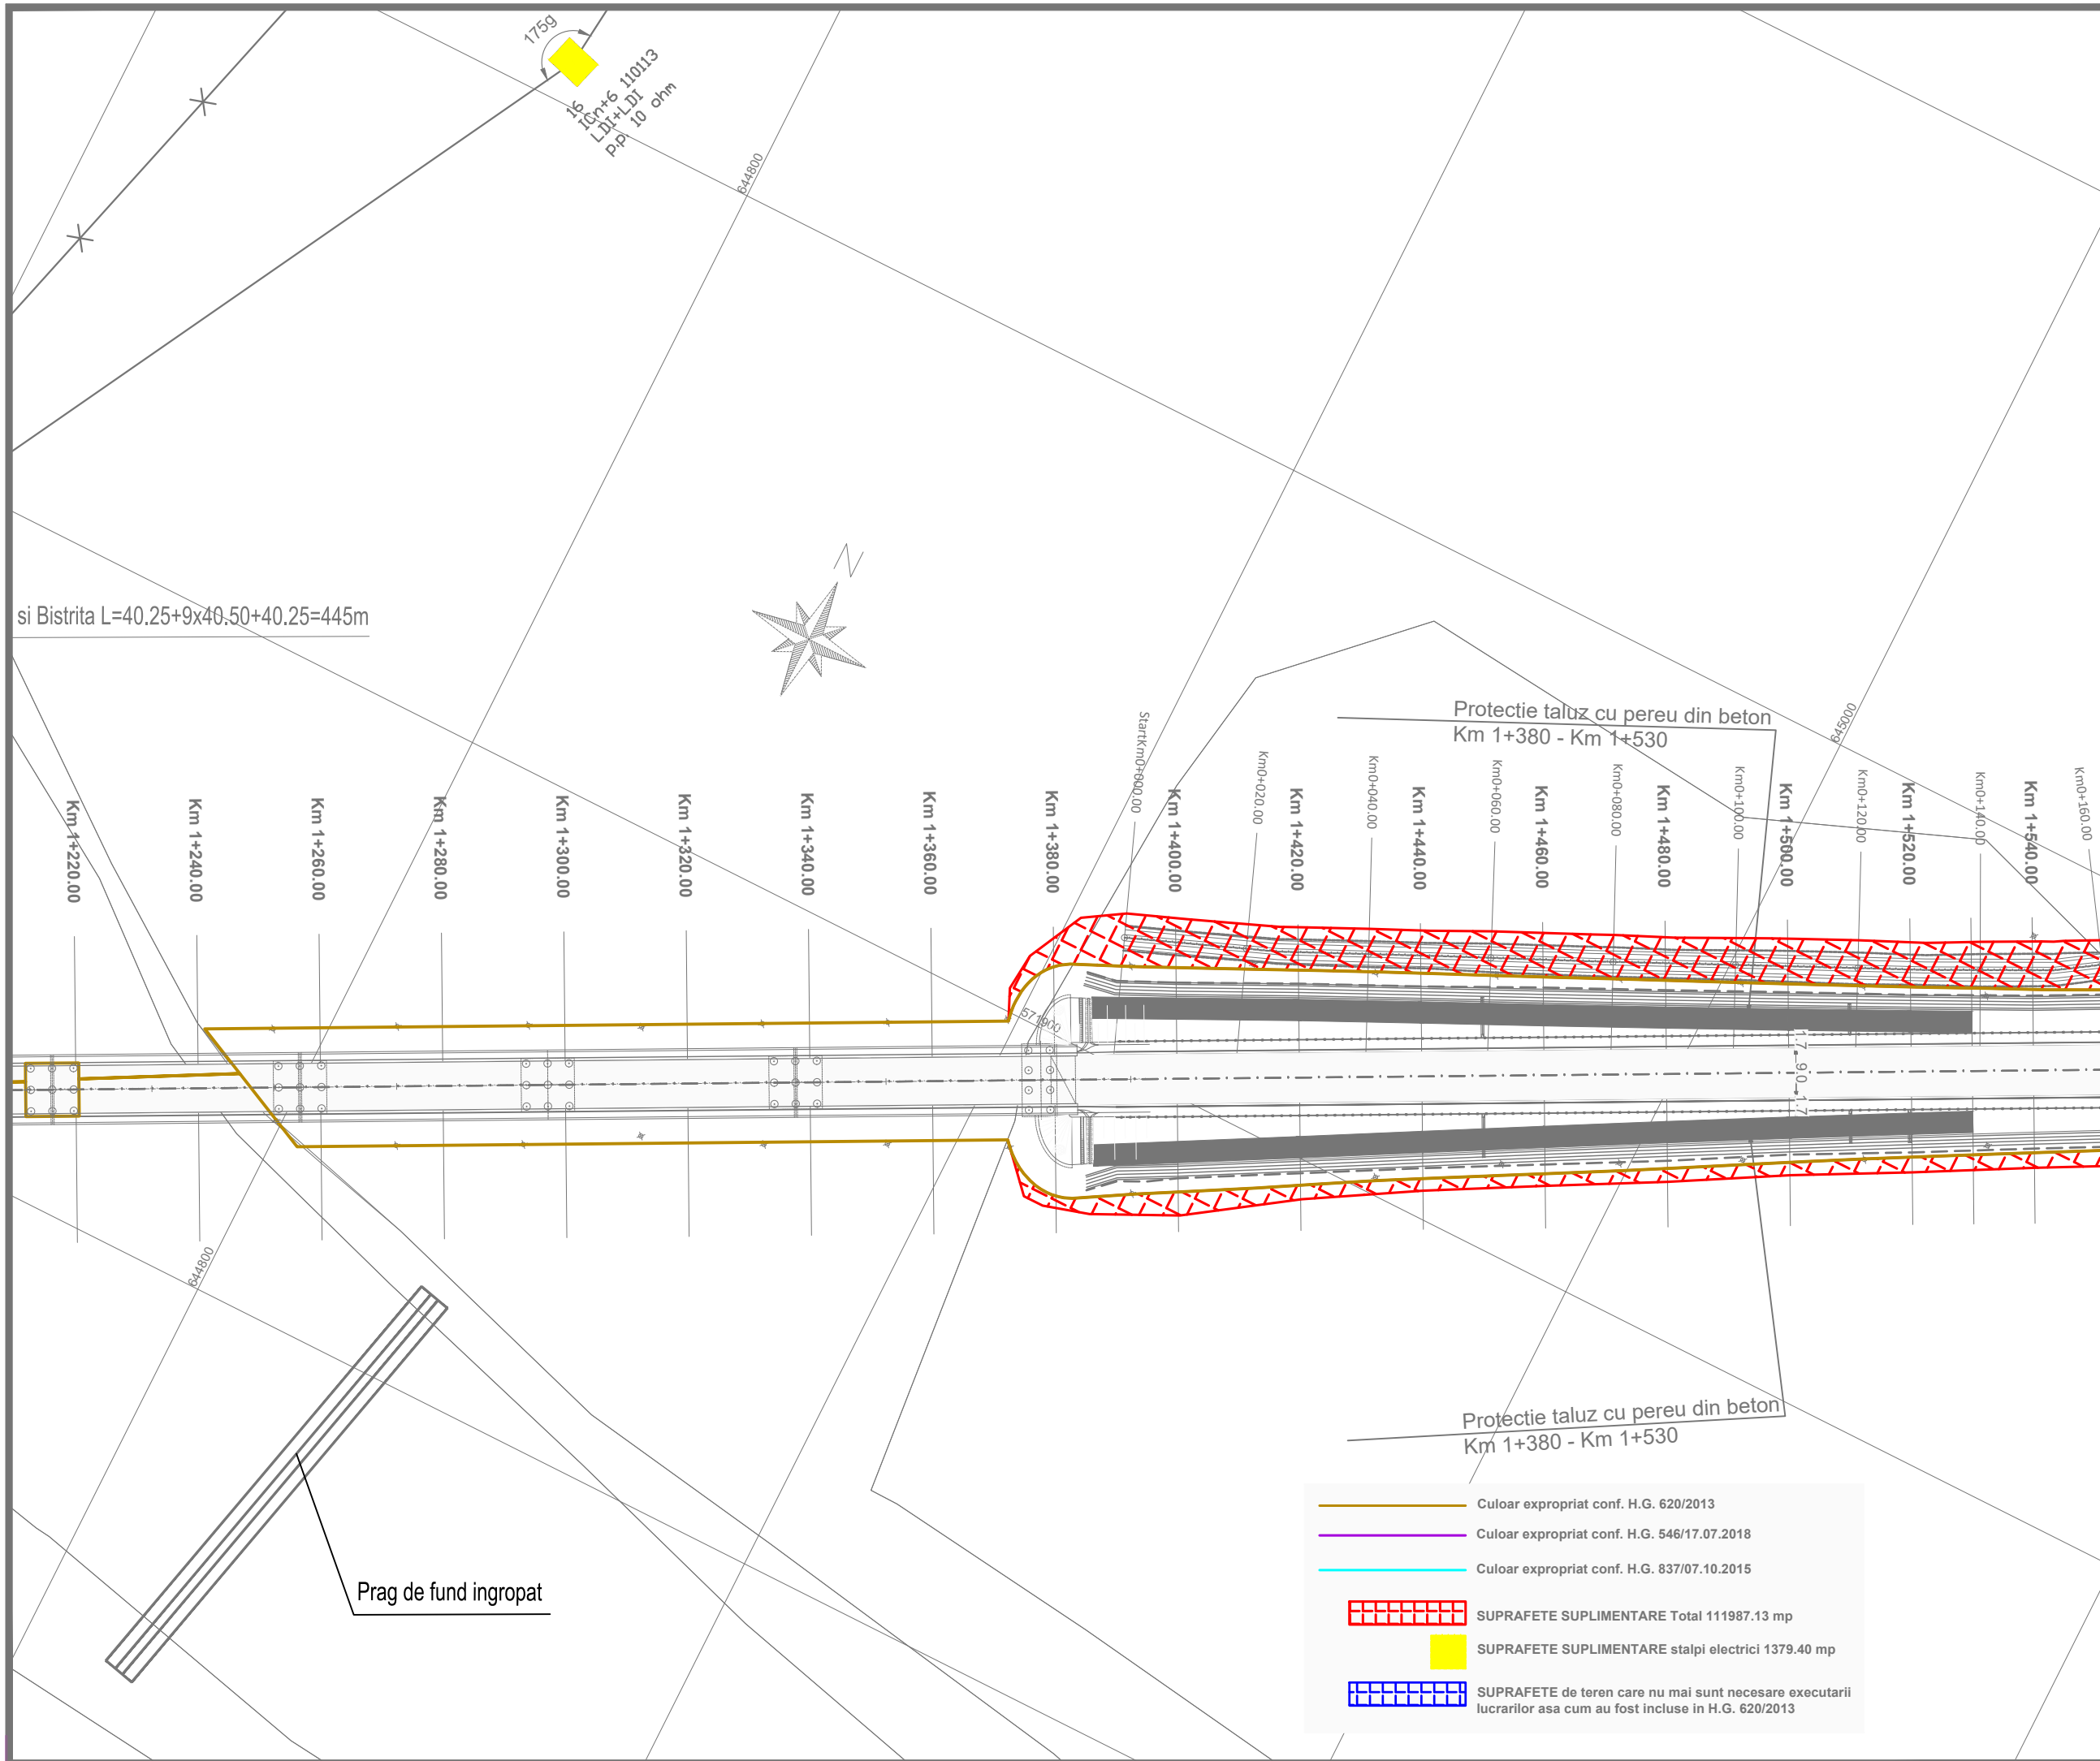 175g
16
ICn+6 110113
LDI+LDI
p.p. 10 ohm
644800
N
si Bistrita L=40.25+9x40.50+40.25=445m
Protectie taluz cu pereu din beton
Km 1+380 - Km 1+530
645000
StartKm0+000.00
Km0+020.00
Km0+040.00
Km0+060.00
Km0+080.00
Km0+100.00
Km0+120.00
Km0+140.00
Km0+160.00
Km 1+220.00
Km 1+240.00
Km 1+260.00
Km 1+280.00
Km 1+300.00
Km 1+320.00
Km 1+340.00
Km 1+360.00
Km 1+380.00
Km 1+400.00
Km 1+420.00
Km 1+440.00
Km 1+460.00
Km 1+480.00
Km 1+500.00
Km 1+520.00
Km 1+540.00
571900
1.7
9.0
1.7
644800
Protectie taluz cu pereu din beton
Km 1+380 - Km 1+530
Prag de fund ingropat
Culoar expropriat conf. H.G. 620/2013
Culoar expropriat conf. H.G. 546/17.07.2018
Culoar expropriat conf. H.G. 837/07.10.2015
SUPRAFETE SUPLIMENTARE Total 111987.13 mp
SUPRAFETE SUPLIMENTARE stalpi electrici 1379.40 mp
SUPRAFETE de teren care nu mai sunt necesare executarii
lucrarilor asa cum au fost incluse in H.G. 620/2013